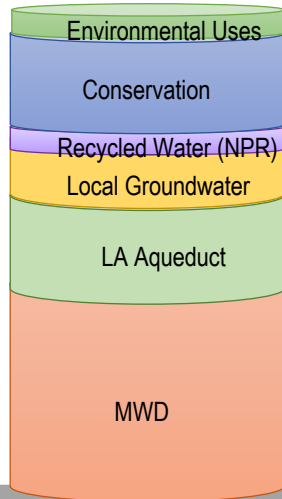 Environmental Uses
Conservation
Recycled Water (NPR)
Local Groundwater
LA Aqueduct
MWD